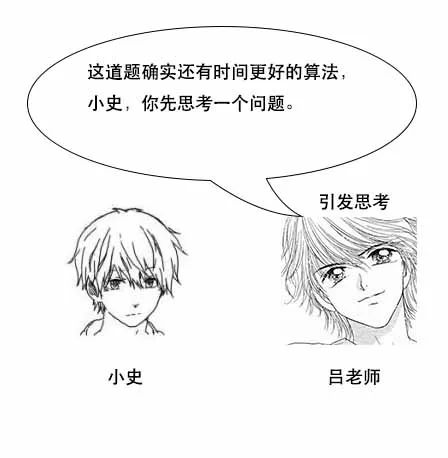 这道题确实还有时间更好的算法，
小史，你先思考一个问题。
引发思考
小史
吕老师